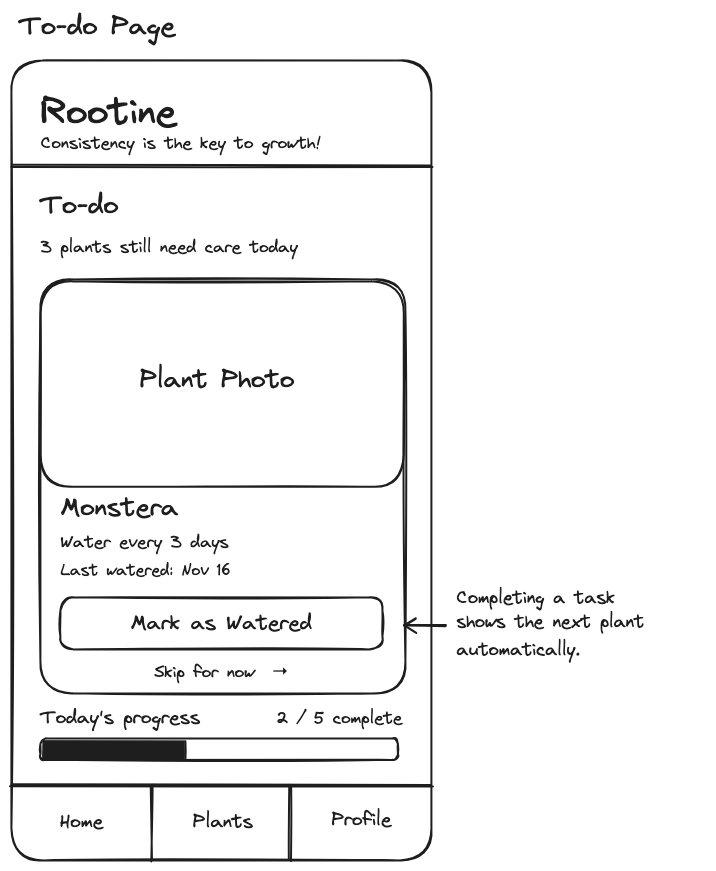 To-do Page
Rootine
Consistency is the key to growth!
To-do
3 plants still need care today
Plant Photo
Monstera
Water every 3 days
Last watered: Nov 16
Mark as Watered
Skip for now →
Completing a task
shows the next plant
automatically.
Today's progress 2 / 5 complete
Home Plants Profile